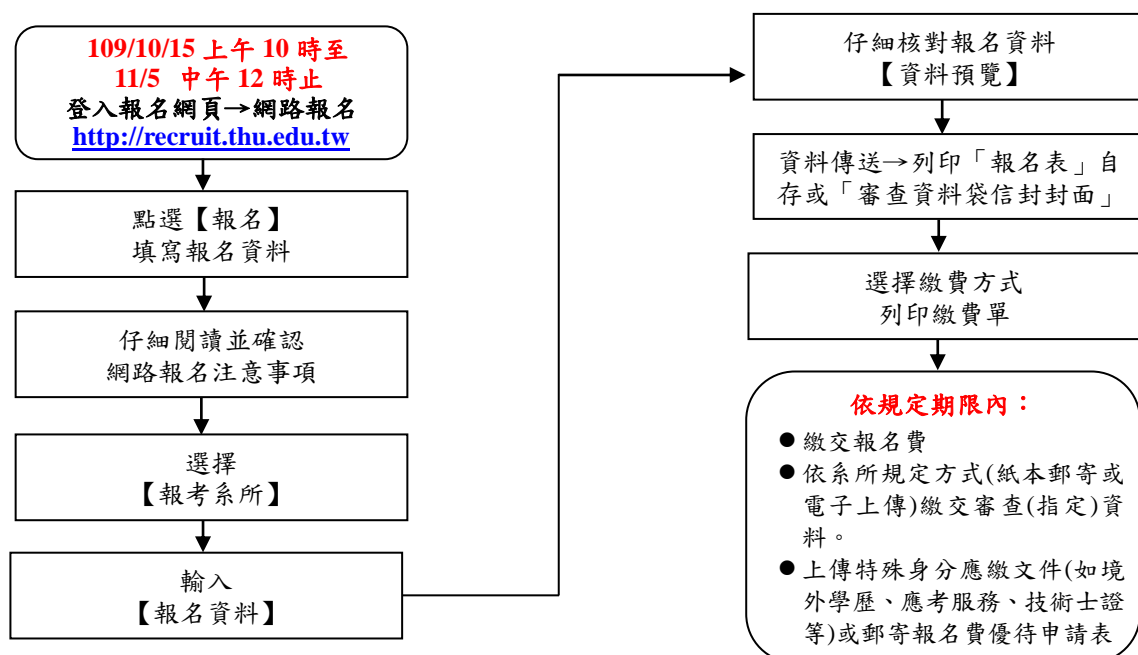 109/10/15 上午 10 時至
11/5 中午 12 時止
登入報名網頁→網路報名
http://recruit.thu.edu.tw
點選【報名】
填寫報名資料
仔細閱讀並確認
網路報名注意事項
選擇
【報考系所】
輸入
【報名資料】
仔細核對報名資料
【資料預覽】
資料傳送→列印「報名表」自
存或「審查資料袋信封封面」
選擇繳費方式
列印繳費單
依規定期限內：
● 繳交報名費
● 依系所規定方式(紙本郵寄或
電子上傳)繳交審查(指定)資
料。
● 上傳特殊身分應繳文件(如境
外學歷、應考服務、技術士證
等)或郵寄報名費優待申請表